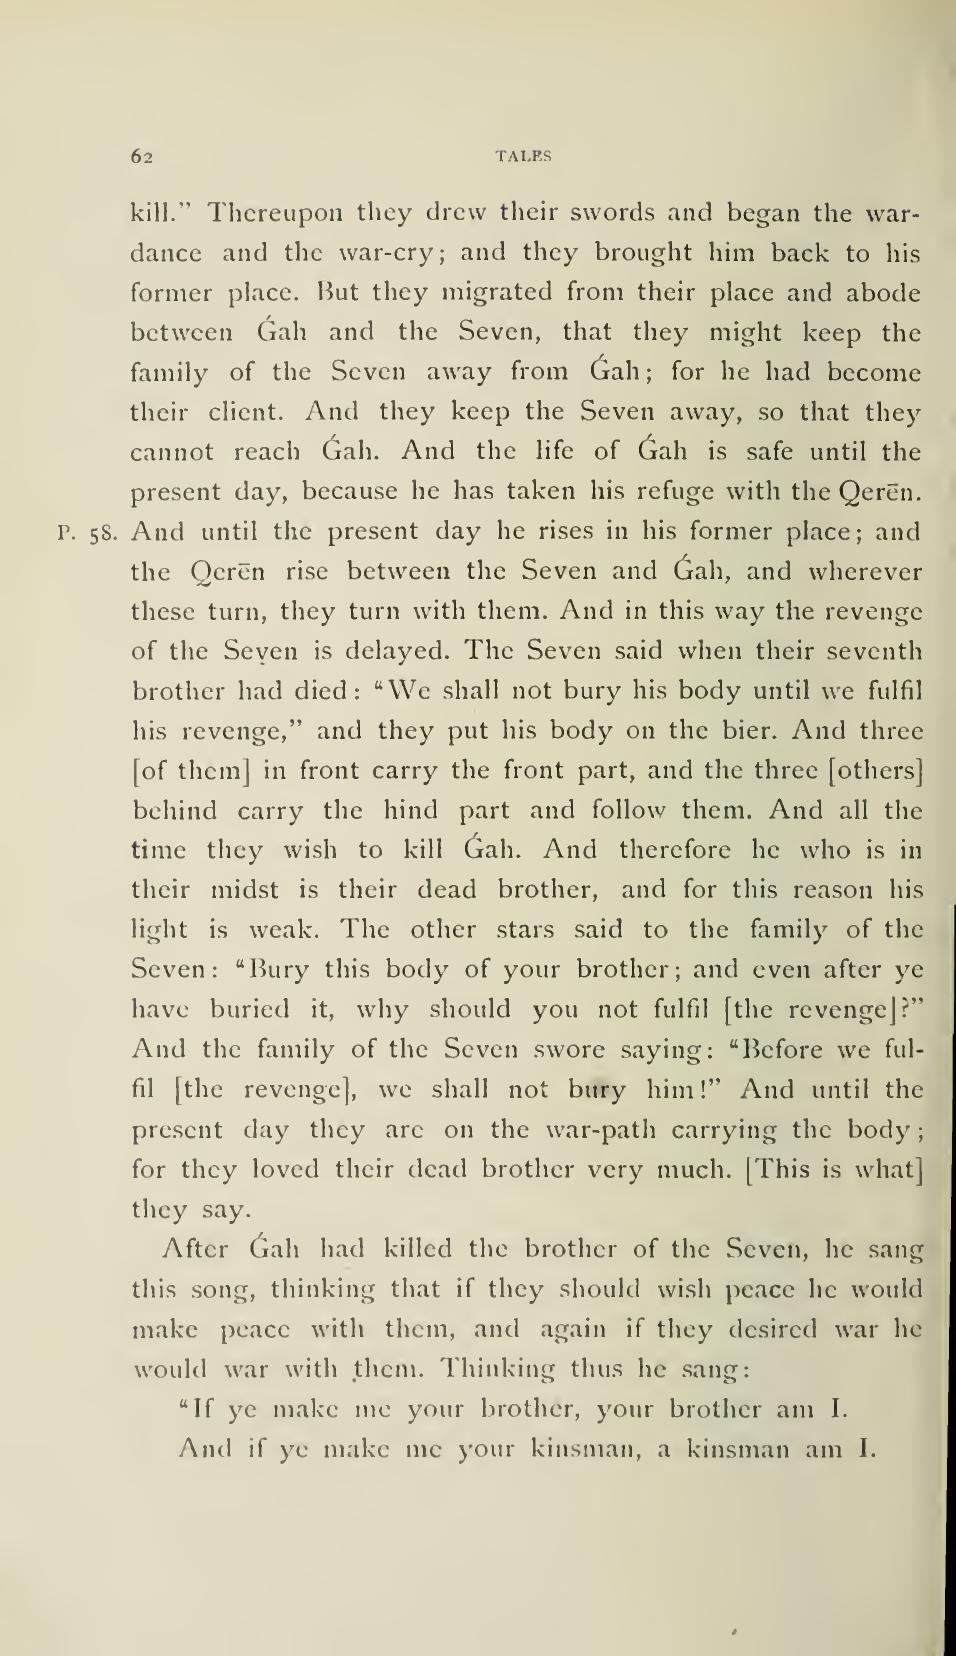 62 TALES
kill.” Thereupon they drew their swords and began the war-
dance and the war-cry; and they brought him back to his
former place. But they migrated from their place and abode
between Ǵah and the Seven, that they might keep the
family of the Seven away from Ǵah; for he had become
their client. And they keep the Seven away, so that they
cannot reach Ǵah. And the life of Ǵah is safe until the
present day, because he has taken his refuge with the Qerēn.
P. 58. And until the present day he rises in his former place; and
the Qerēn rise between the Seven and Ǵah, and wherever
these turn, they turn with them. And in this way the revenge
of the Seven is delayed. The Seven said when their seventh
brother had died: “We shall not bury his body until we fulfil
his revenge,” and they put his body on the bier. And three
[of them] in front carry the front part, and the three [others]
behind carry the hind part and follow them. And all the
time they wish to kill Ǵah. And therefore he who is in
their midst is their dead brother, and for this reason his
light is weak. The other stars said to the family of the
Seven: “Bury this body of your brother; and even after ye
have buried it, why should you not fulfil [the revenge]?”
And the family of the Seven swore saying: “Before we ful-
fil [the revenge], we shall not bury him!” And until the
present day they are on the war-path carrying the body;
for they loved their dead brother very much. [This is what]
they say.
After Ǵah had killed the brother of the Seven, he sang
this song, thinking that if they should wish peace he would
make peace with them, and again if they desired war he
would war with them. Thinking thus he sang:
“If ye make me your brother, your brother am I.
And if ye make me your kinsman, a kinsman am I.